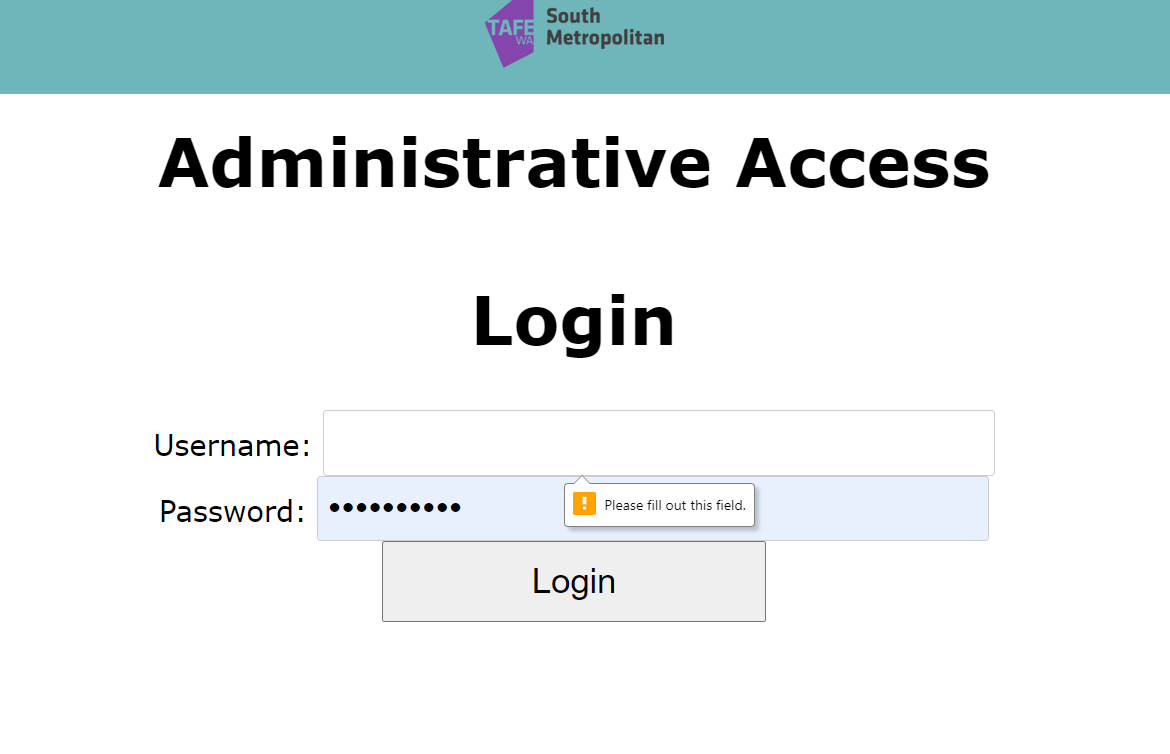 TAFE
WA
South
Metropolitan
Administrative Access
Login
Username:
Password: ••••••••••
Please fill out this field.
Login